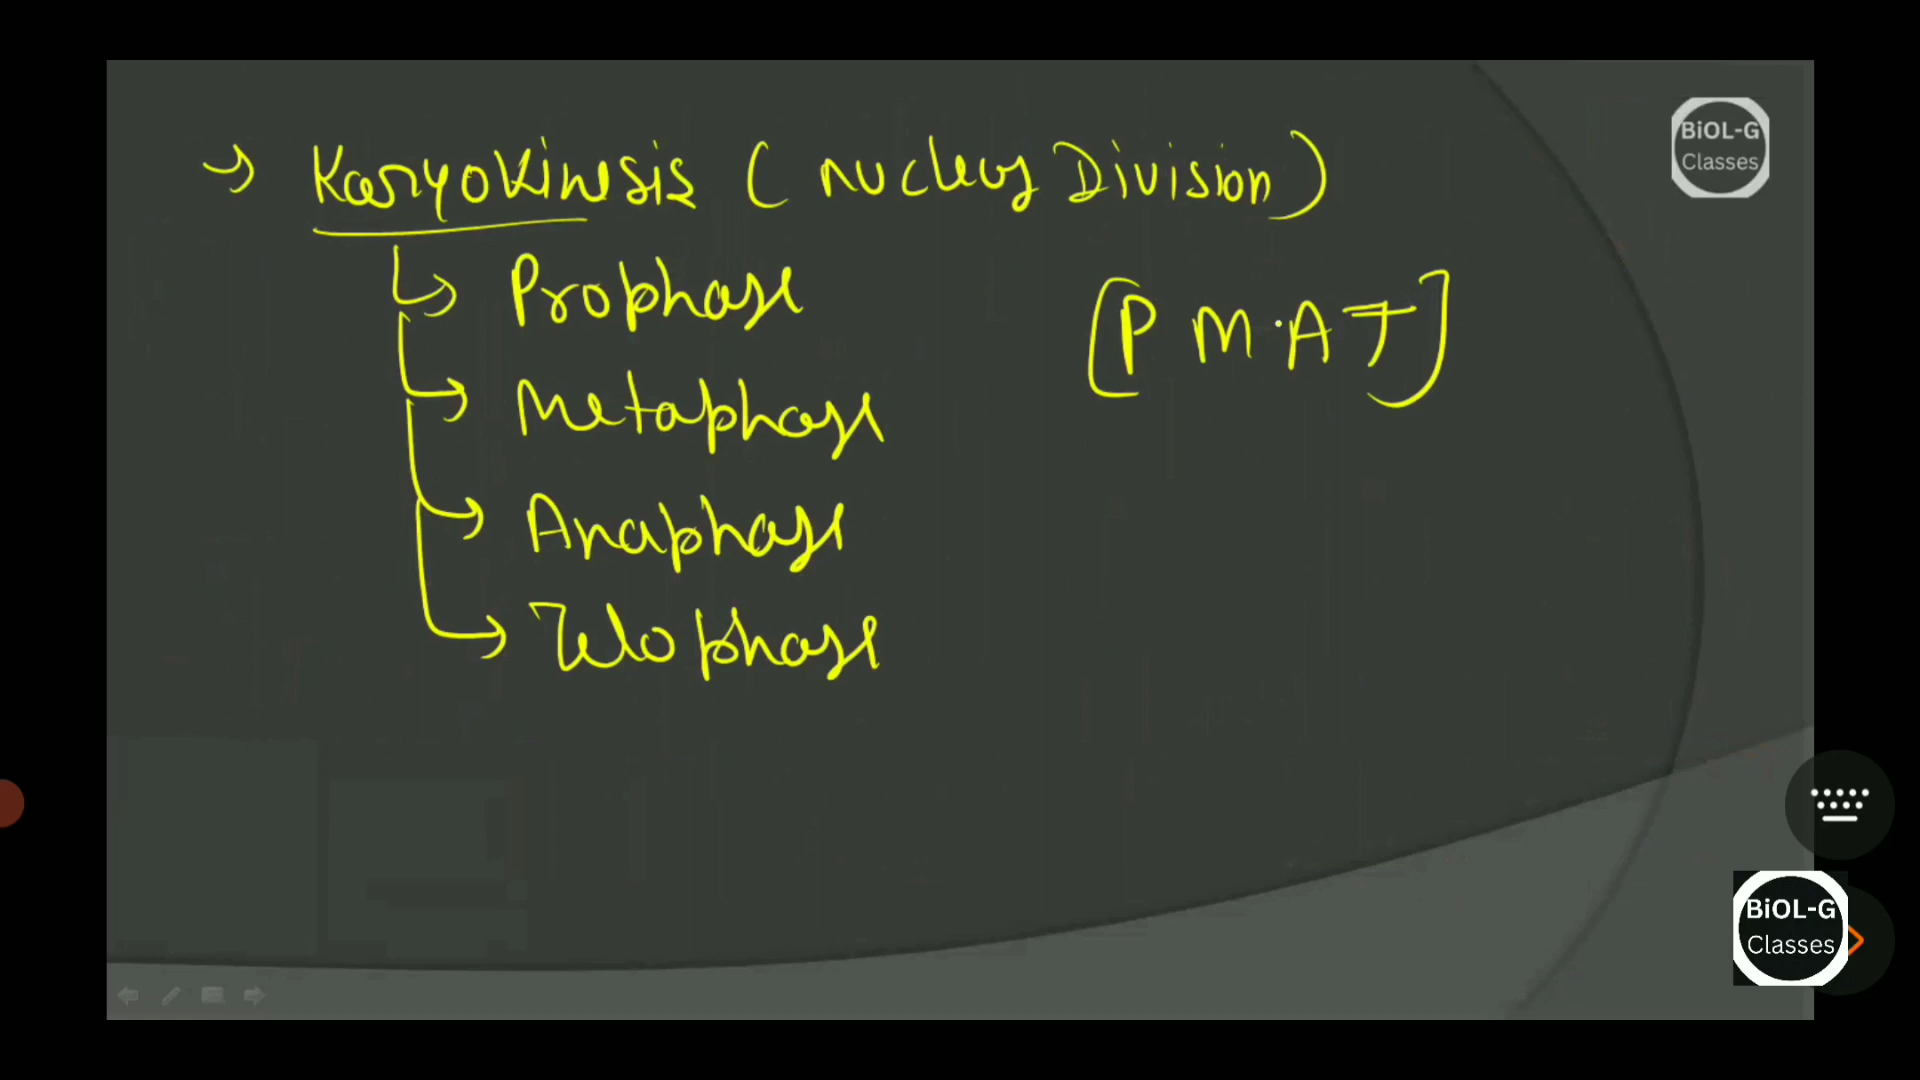 BiOL-G
Classes
→ Karyokinesis (nucleus Division)
↳ Prophase
[P M A T]
→ Metaphase
→ Anaphase
→ Telophase
BiOL-G
Classes